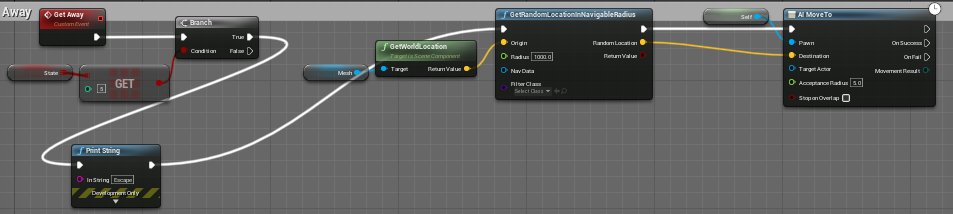 Away
Get Away
Custom Event
Branch
True
Condition
False
State
5
GET
Print String
In String
Escape
Development Only
GetWorldLocation
Target is Scene Component
Target
Return Value
Mesh
GetRandomLocationInNavigableRadius
Origin
Random Location
Radius
1000.0
Return Value
Nav Data
Filter Class
Select Class
Self
AI MoveTo
On Success
Pawn
On Fail
Destination
Movement Result
Target Actor
Acceptance Radius
5.0
Stop on Overlap